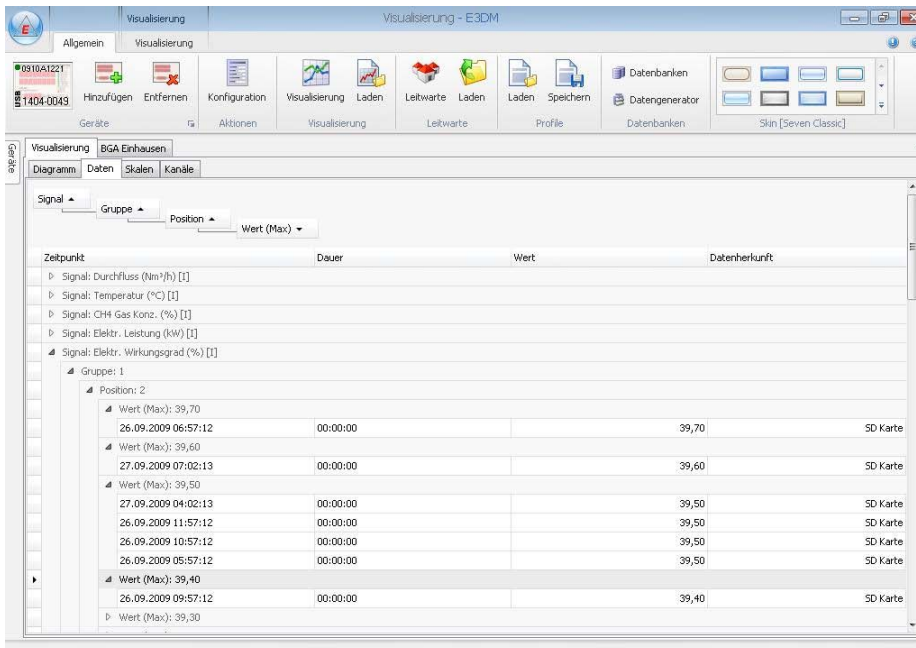 Visualisierung
Visualisierung - E3DM
Allgemein Visualisierung
0910A1221
1404-0049
Hinzufügen Entfernen Konfiguration Visualisierung Laden Leitwarte Laden Laden Speichern Datenbanken
Datengenerator
Geräte Aktionen Visualisierung Leitwarte Profile Datenbanken Skin [Seven Classic]
Geräte
Visualisierung BGA Einhausen
Diagramm Daten Skalen Kanäle
Signal
Gruppe
Position
Wert (Max)
Zeitpunkt Dauer Wert Datenherkunft
Signal: Durchfluss (Nm³/h) [I]
Signal: Temperatur (°C) [I]
Signal: CH4 Gas Konz. (%) [I]
Signal: Elektr. Leistung (kW) [I]
Signal: Elektr. Wirkungsgrad (%) [I]
Gruppe: 1
Position: 2
Wert (Max): 39,70
26.09.2009 06:57:12 00:00:00 39,70 SD Karte
Wert (Max): 39,60
27.09.2009 07:02:13 00:00:00 39,60 SD Karte
Wert (Max): 39,50
27.09.2009 04:02:13 00:00:00 39,50 SD Karte
26.09.2009 11:57:12 00:00:00 39,50 SD Karte
26.09.2009 10:57:12 00:00:00 39,50 SD Karte
26.09.2009 05:57:12 00:00:00 39,50 SD Karte
Wert (Max): 39,40
26.09.2009 09:57:12 00:00:00 39,40 SD Karte
Wert (Max): 39,30